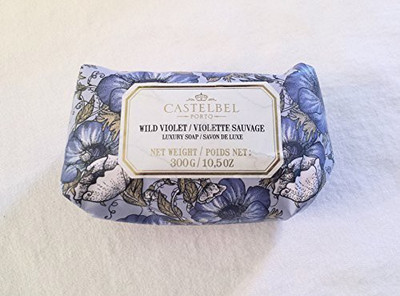 CASTELBEL
PORTO
WILD VIOLET / VIOLETTE SAUVAGE
LUXURY SOAP / SAVON DE LUXE
NET WEIGHT / POIDS NET:
300G / 10,5OZ